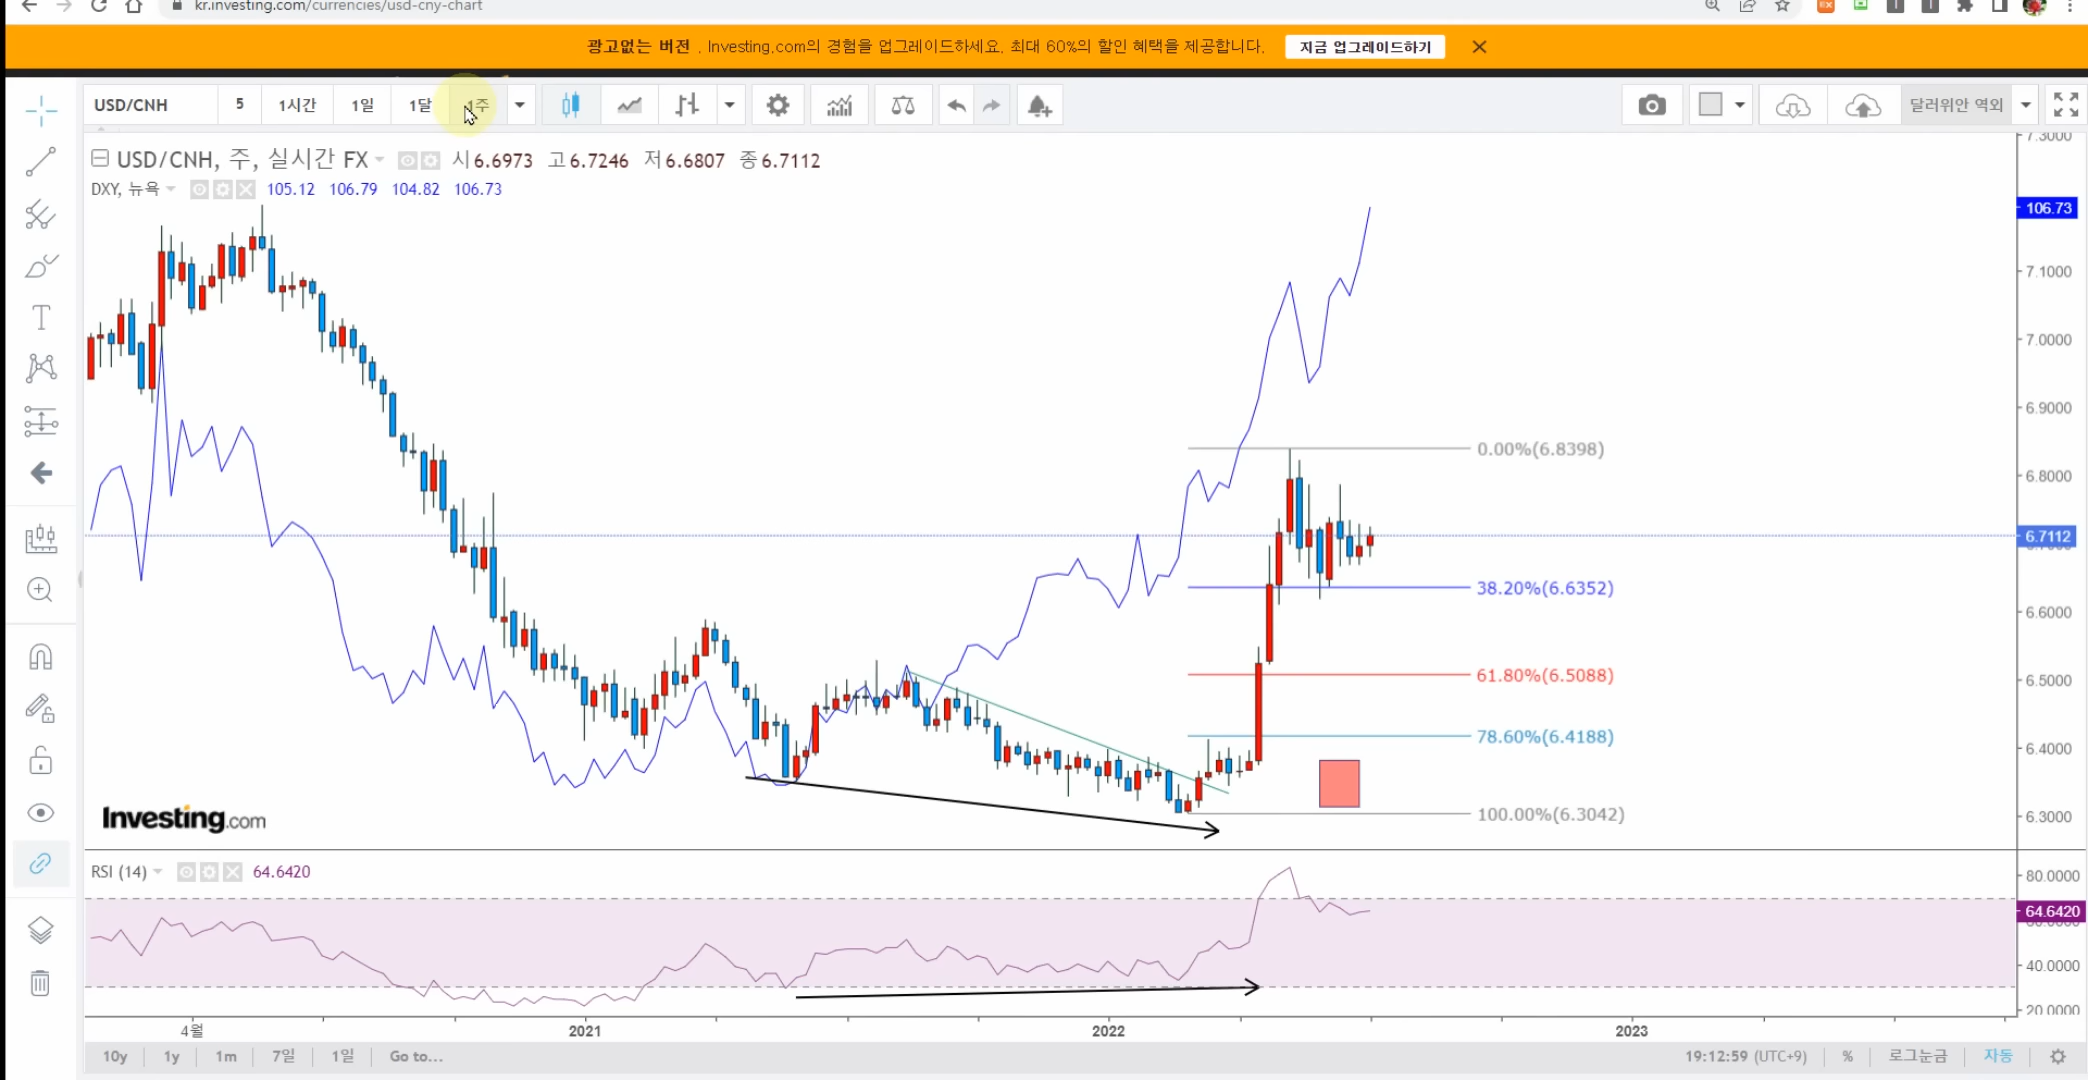 kr.investing.com/currencies/usd-cny-chart
광고없는 버전 . Investing.com의 경험을 업그레이드하세요. 최대 60%의 할인 혜택을 제공합니다. 지금 업그레이드하기
USD/CNH 5 1시간 1일 1달 1주 달러위안 역외
USD/CNH, 주, 실시간 FX 시6.6973 고6.7246 저6.6807 종6.7112
DXY, 뉴욕 105.12 106.79 104.82 106.73
7.3000
106.73
7.1000
7.0000
6.9000
0.00%(6.8398)
6.8000
6.7112
38.20%(6.6352)
6.6000
61.80%(6.5088)
6.5000
78.60%(6.4188)
6.4000
100.00%(6.3042)
6.3000
Investing.com
RSI (14) 64.6420
80.0000
64.6420
40.0000
20.0000
4월 2021 2022 2023
10y 1y 1m 7일 1일 Go to... 19:12:59 (UTC+9) % 로그눈금 자동